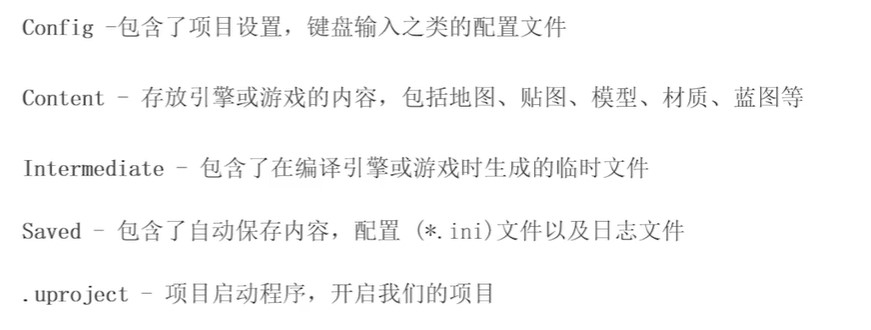 Config -包含了项目设置，键盘输入之类的配置文件
Content - 存放引擎或游戏的内容，包括地图、贴图、模型、材质、蓝图等
Intermediate - 包含了在编译引擎或游戏时生成的临时文件
Saved - 包含了自动保存内容，配置 (*.ini)文件以及日志文件
.uproject - 项目启动程序，开启我们的项目